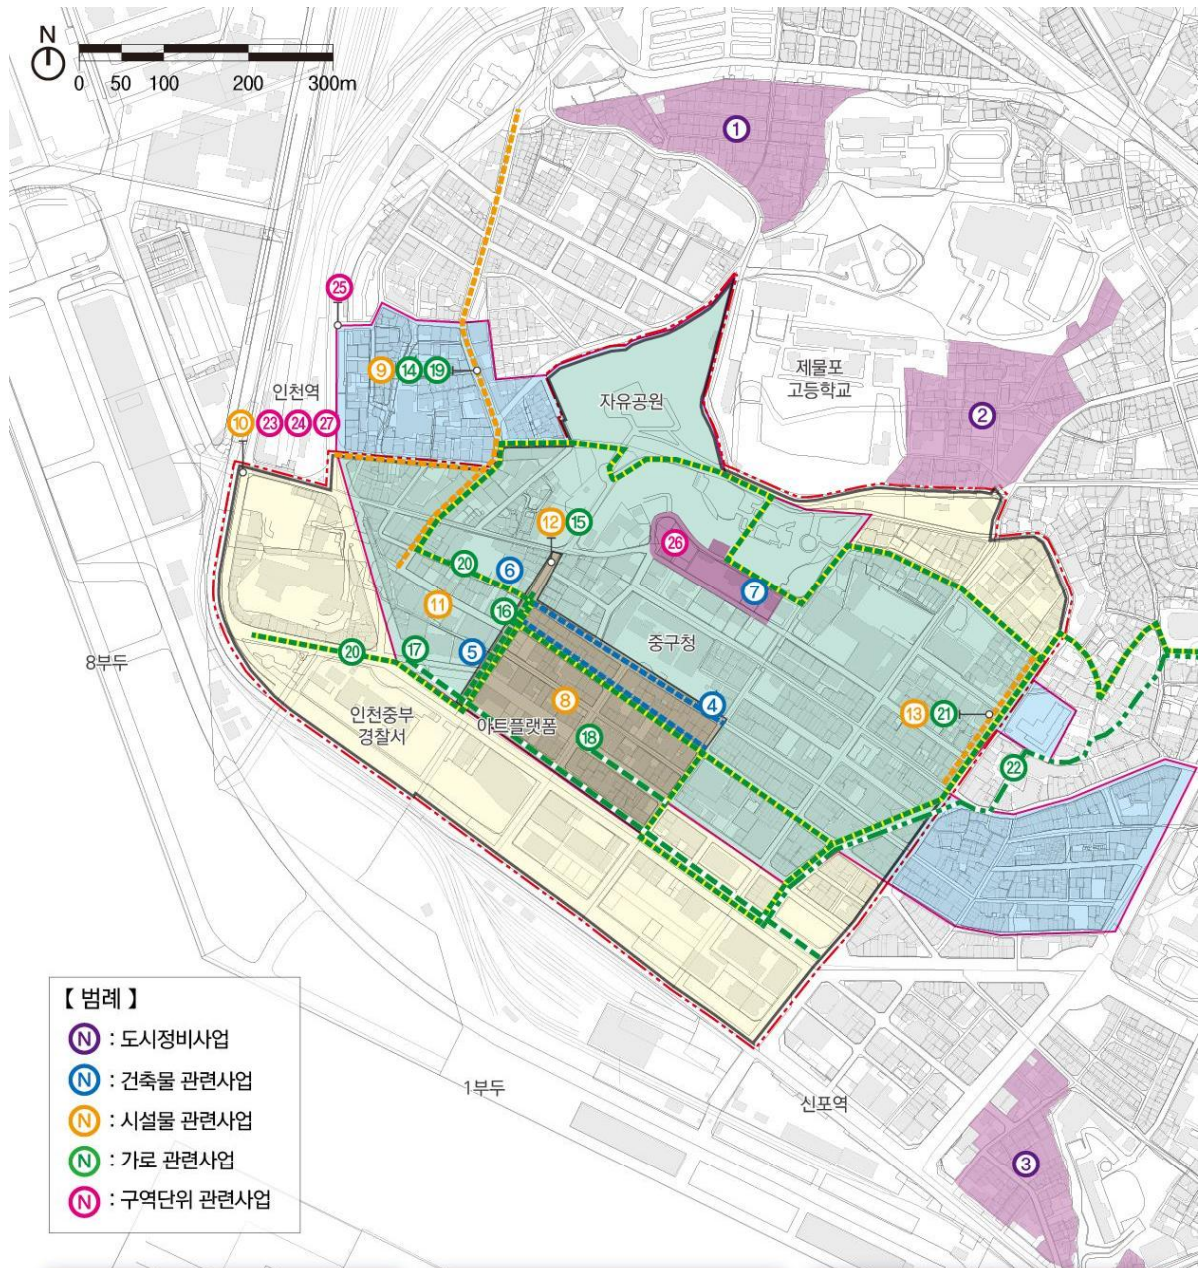 N
0 50 100 200 300m
①
㉕
⑨ ⑭ ⑲
인천역
⑩ ㉓ ㉔ ㉗
자유공원
제물포
고등학교
②
⑫ ⑮
㉖
⑥
⑳
⑦
⑪
⑯
중구청
⑰
⑤
⑳
8부두
⑧
④
인천중부
경찰서
아트플랫폼
⑱
⑬ ㉑
㉒
1부두
신포역
③
【 범례 】
N : 도시정비사업
N : 건축물 관련사업
N : 시설물 관련사업
N : 가로 관련사업
N : 구역단위 관련사업